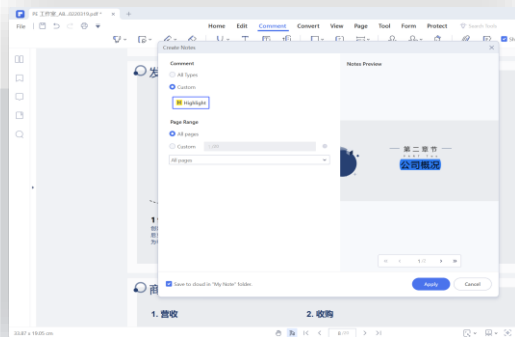 File Home Edit Comment Convert View Page Tool Form Protect Search tools
Create Notes
Comment
All Types
Custom
Highlight
Page Range
All pages
Custom
All pages
Notes Preview
第二章节
公司概况
Save to cloud in "My Note" folder.
Apply Cancel
商
1. 营收 2. 收购